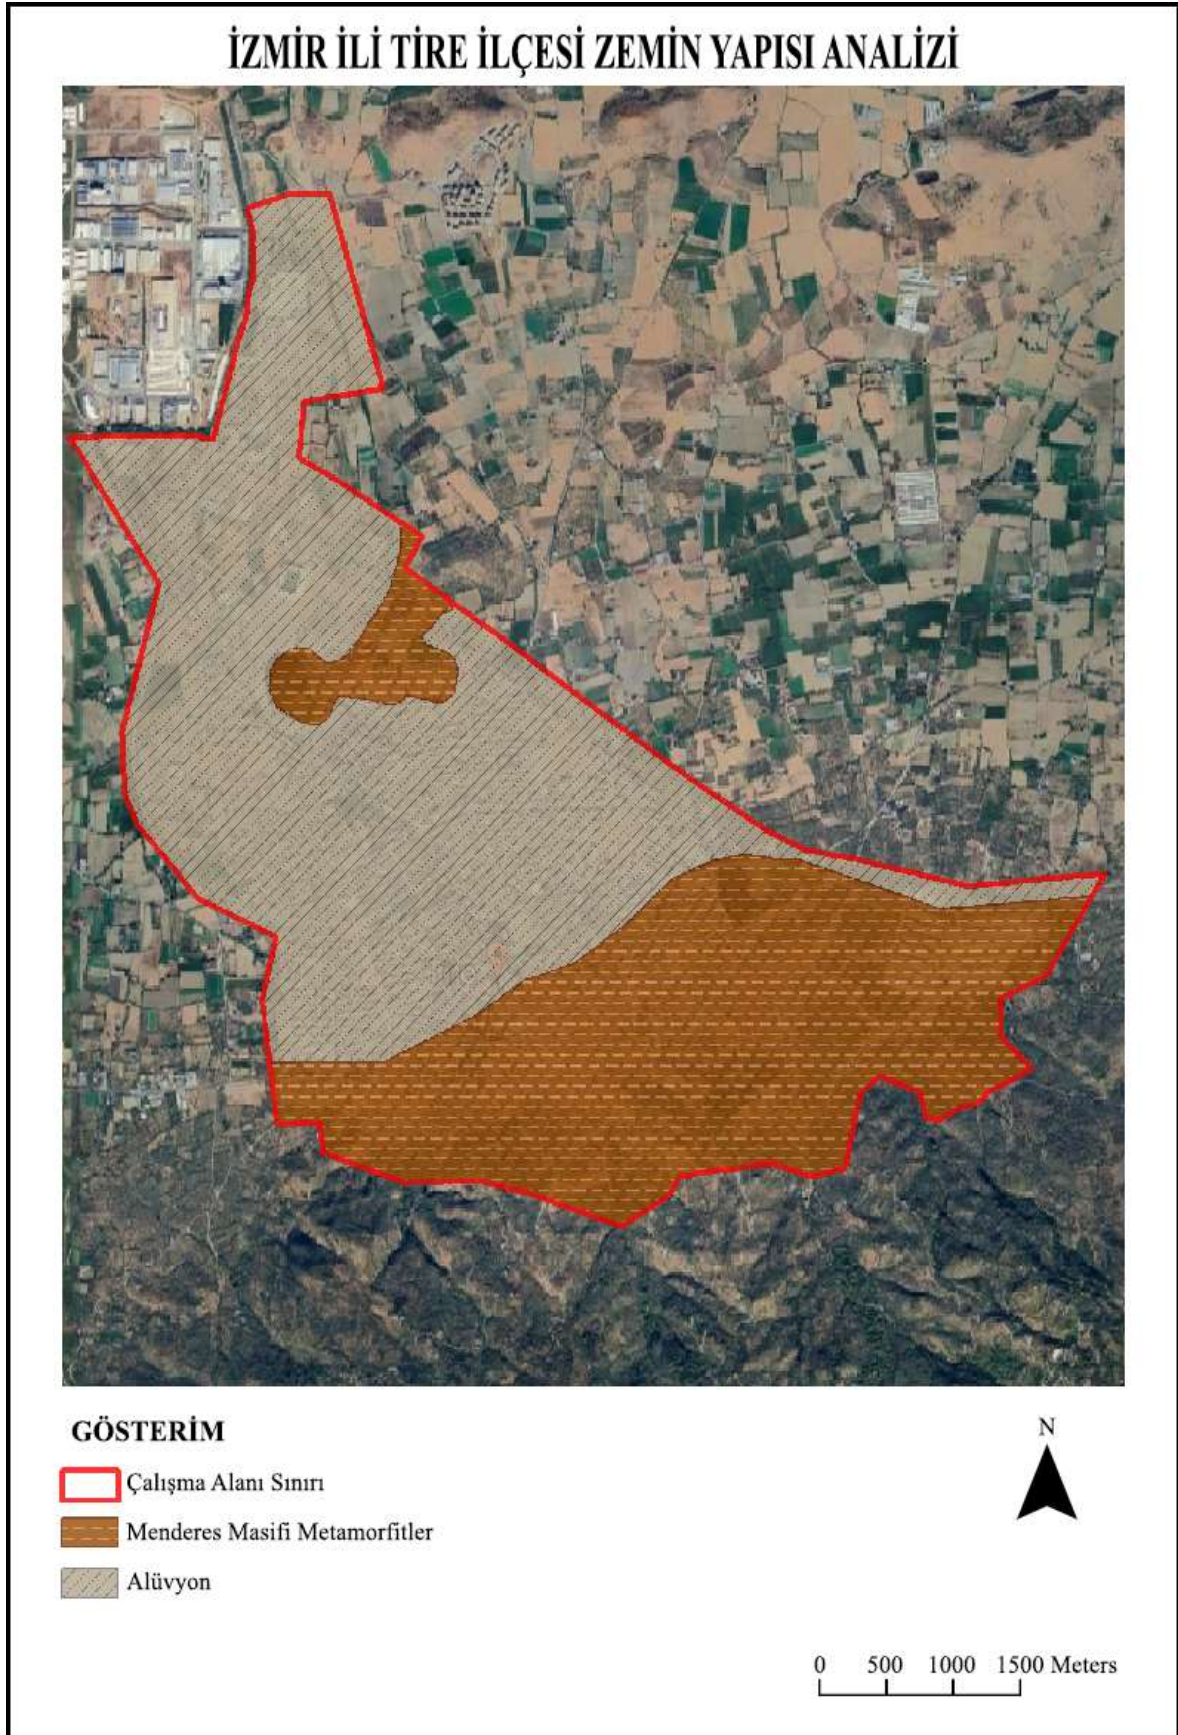 İZMİR İLİ TİRE İLÇESİ ZEMİN YAPISI ANALİZİ
GÖSTERİM
N
Çalışma Alanı Sınırı
Menderes Masifi Metamorfitler
Alüvyon
0 500 1000 1500 Meters